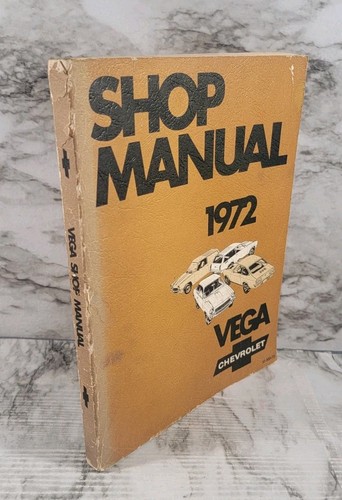 SHOP
MANUAL
1972
VEGA
CHEVROLET
VEGA SHOP MANUAL